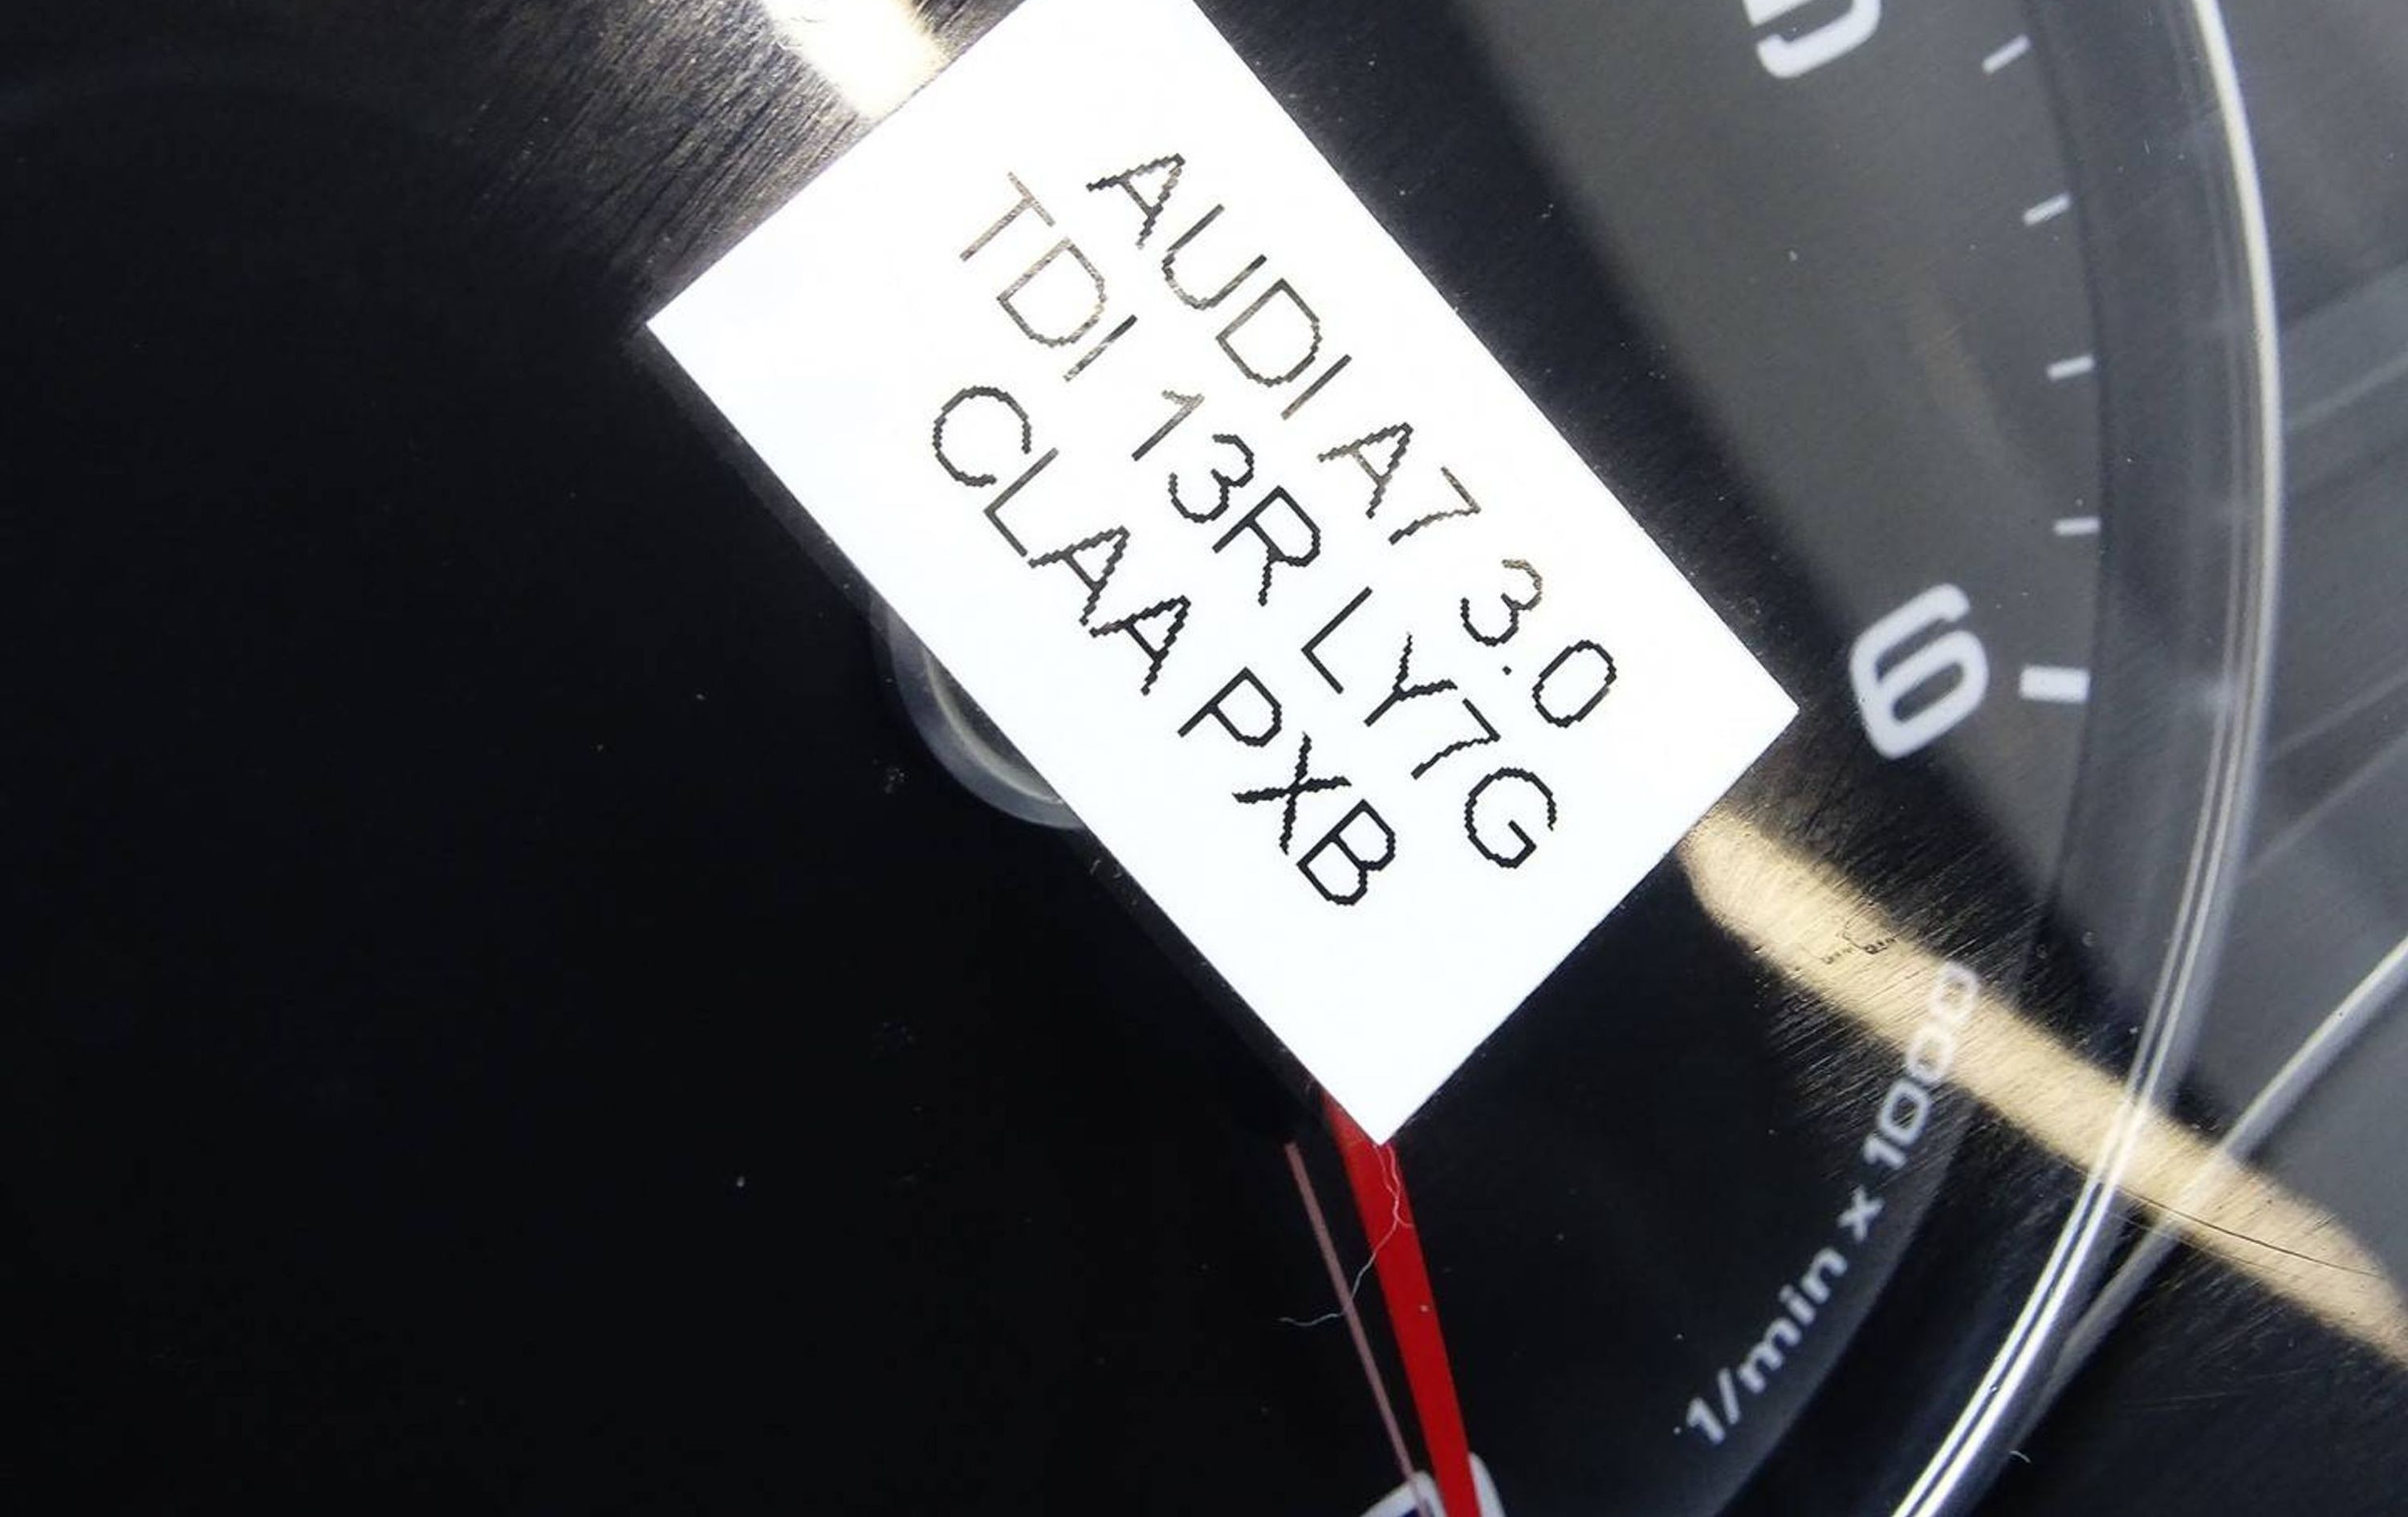 AUDI A7 3.0
TDI 13R LY7G
CLAA PXB
5
6
1/min x 1000